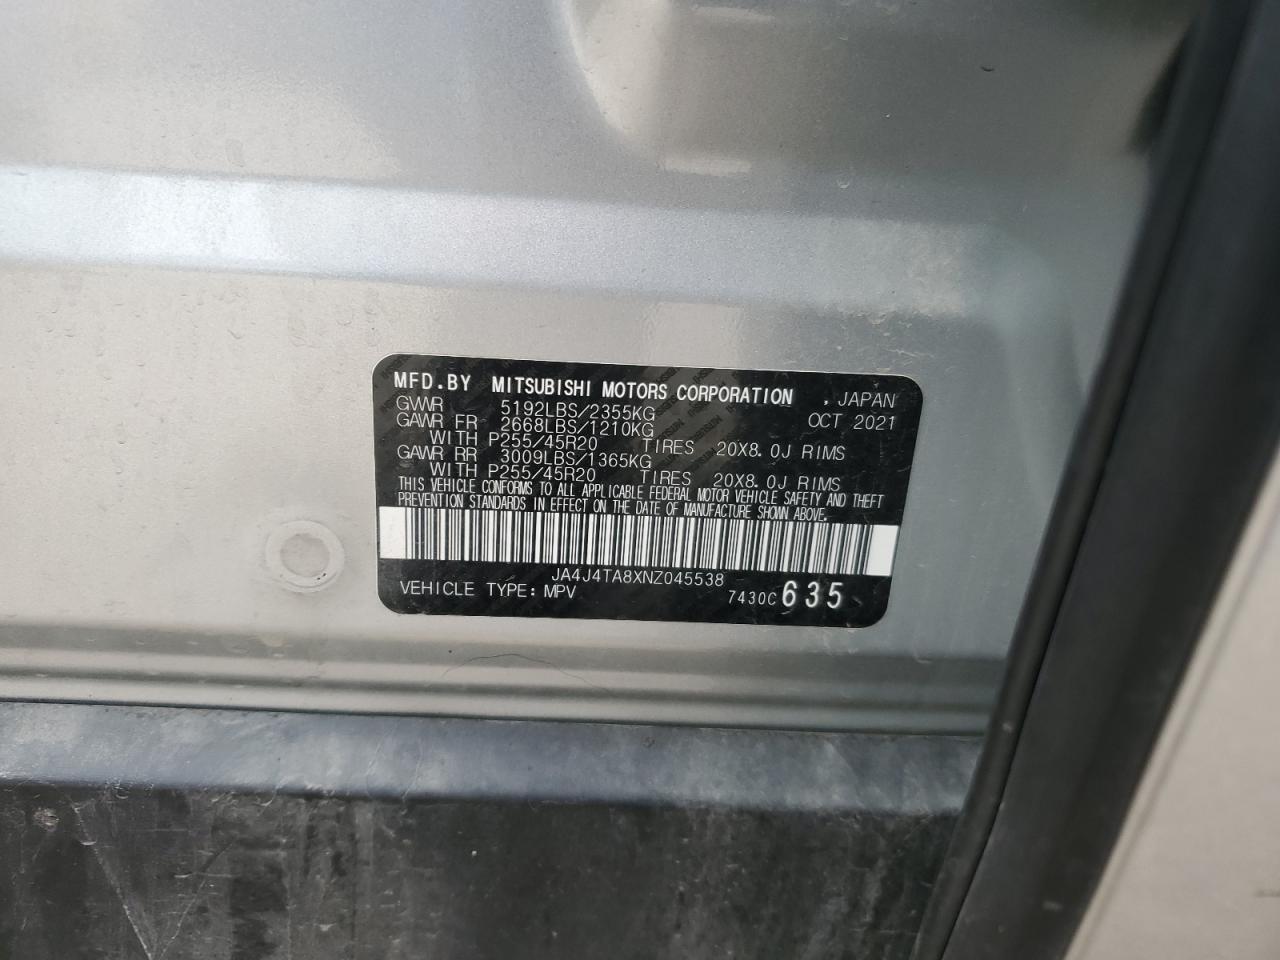 MFD.BY MITSUBISHI MOTORS CORPORATION , JAPAN
GVWR 5192LBS/2355KG OCT 2021
GAWR FR 2668LBS/1210KG
WITH P255/45R20 TIRES 20X8.0J RIMS
GAWR RR 3009LBS/1365KG
WITH P255/45R20 TIRES 20X8.0J RIMS
THIS VEHICLE CONFORMS TO ALL APPLICABLE FEDERAL MOTOR VEHICLE SAFETY AND THEFT
PREVENTION STANDARDS IN EFFECT ON THE DATE OF MANUFACTURE SHOWN ABOVE.
JA4J4TA8XNZ045538
VEHICLE TYPE: MPV 7430C 635